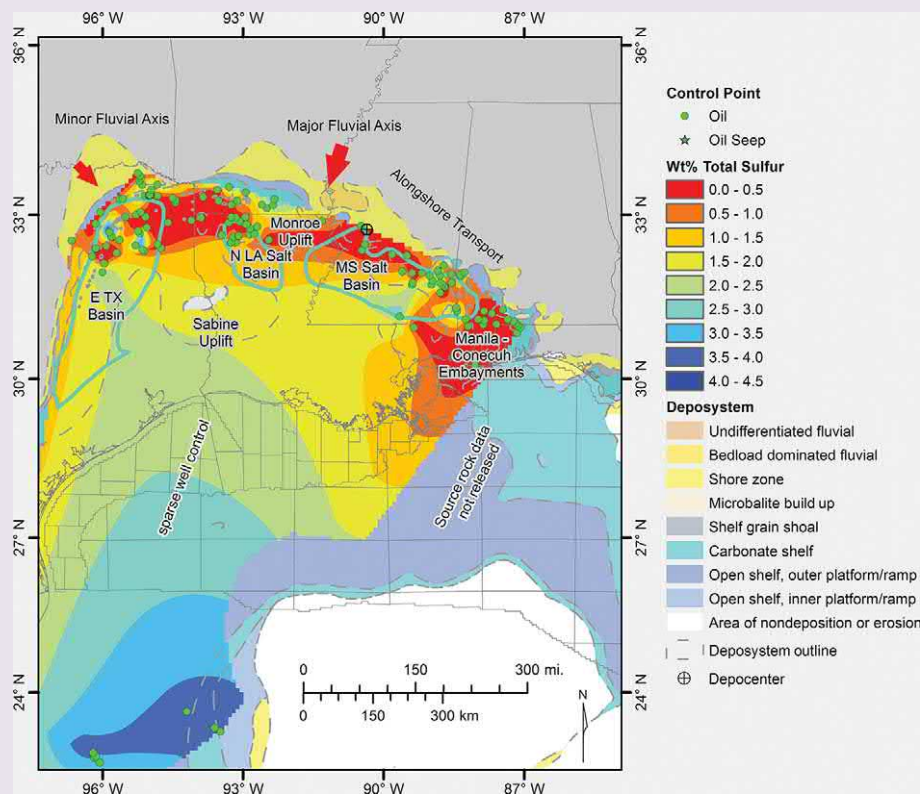 96° W
93° W
90° W
87° W
36° N
36° N
33° N
33° N
30° N
30° N
27° N
27° N
24° N
24° N
Minor Fluvial Axis
Major Fluvial Axis
Alongshore Transport
Monroe
Uplift
N LA Salt
Basin
MS Salt
Basin
E TX
Basin
Sabine
Uplift
Manila -
Conecuh
Embayments
sparse well control
Source rock data
not released
0 150 300 mi.
0 150 300 km
N
96° W
93° W
90° W
87° W
Control Point
Oil
Oil Seep
Wt% Total Sulfur
0.0 - 0.5
0.5 - 1.0
1.0 - 1.5
1.5 - 2.0
2.0 - 2.5
2.5 - 3.0
3.0 - 3.5
3.5 - 4.0
4.0 - 4.5
Deposystem
Undifferentiated fluvial
Bedload dominated fluvial
Shore zone
Microbalite build up
Shelf grain shoal
Carbonate shelf
Open shelf, outer platform/ramp
Open shelf, inner platform/ramp
Area of nondeposition or erosion
Deposystem outline
Depocenter